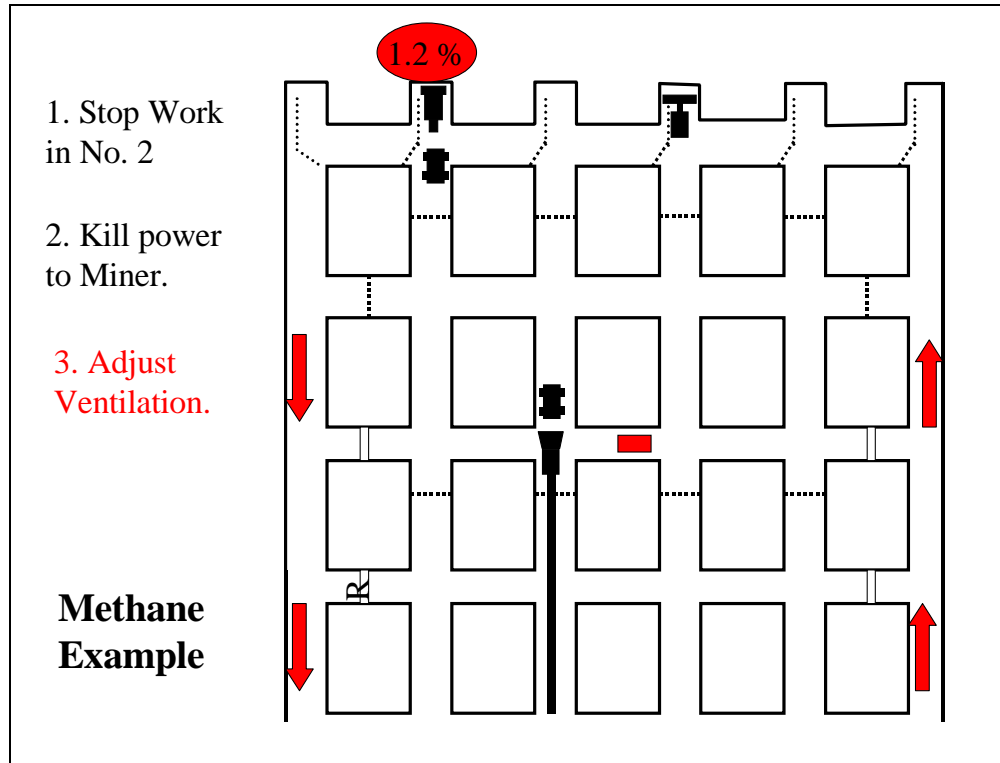 1.2 %
1. Stop Work
in No. 2
2. Kill power
to Miner.
3. Adjust
Ventilation.
R
Methane
Example